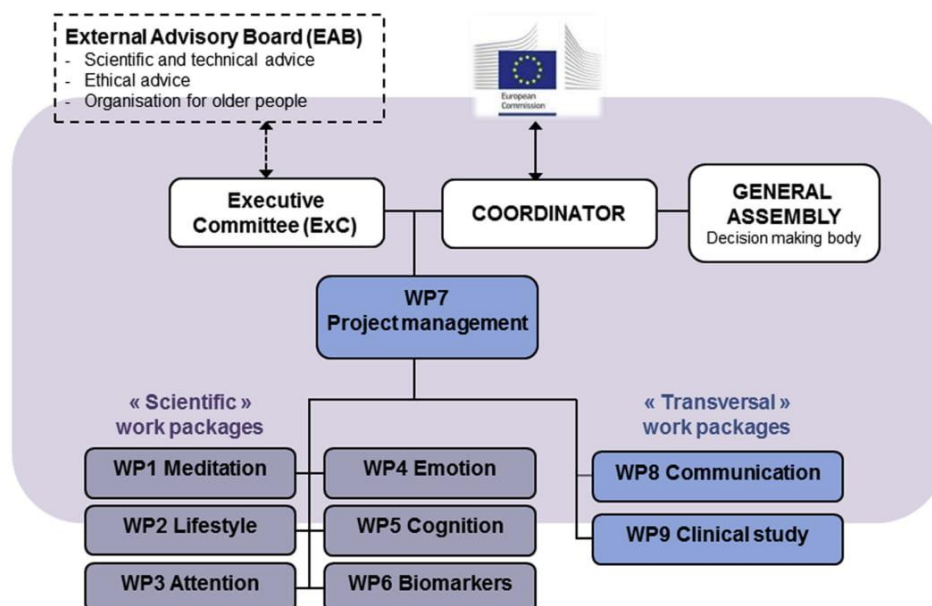 External Advisory Board (EAB)
- Scientific and technical advice
- Ethical advice
- Organisation for older people
European
Commission
Executive
Committee (ExC)
COORDINATOR
GENERAL
ASSEMBLY
Decision making body
WP7
Project management
« Scientific »
work packages
« Transversal »
work packages
WP1 Meditation
WP4 Emotion
WP8 Communication
WP2 Lifestyle
WP5 Cognition
WP9 Clinical study
WP3 Attention
WP6 Biomarkers